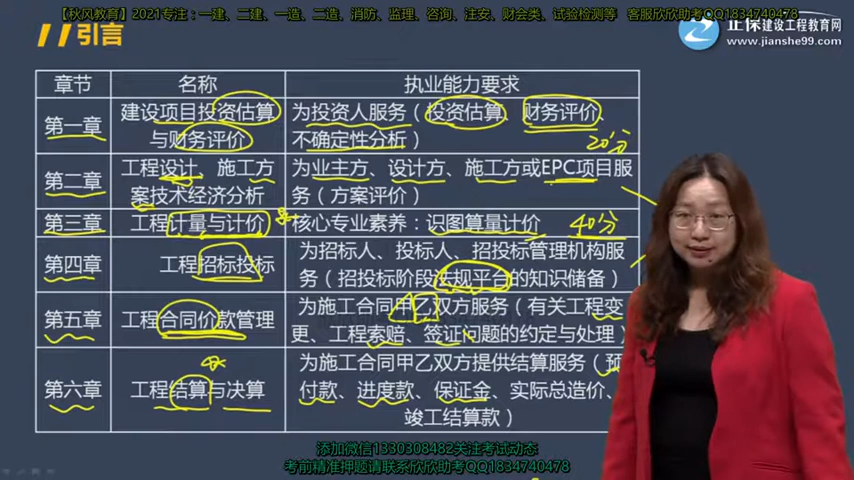 【秋风教育】2021专注：一建、二建、一造、二造、消防、监理、咨询、注安、财会类、试验检测等 客服欣欣助考QQ1834740478
引言
正保建设工程教育网
www.jianshe99.com
章节 名称 执业能力要求
第一章 建设项目投资估算与财务评价 为投资人服务（投资估算、财务评价、不确定性分析）
20分
第二章 工程设计、施工方案技术经济分析 为业主方、设计方、施工方或EPC项目服务（方案评价）
第三章 工程计量与计价 核心专业素养：识图算量计价 40分
第四章 工程招标投标 为招标人、投标人、招投标管理机构服务（招投标阶段法规平台的知识储备）
第五章 工程合同价款管理 为施工合同甲乙双方服务（有关工程变更、工程索赔、签证问题的约定与处理）
第六章 工程结算与决算 为施工合同甲乙双方提供结算服务（预付款、进度款、保证金、实际总造价、竣工结算款）
添加微信1330308482关注考试动态
考前精准押题请联系欣欣助考QQ1834740478